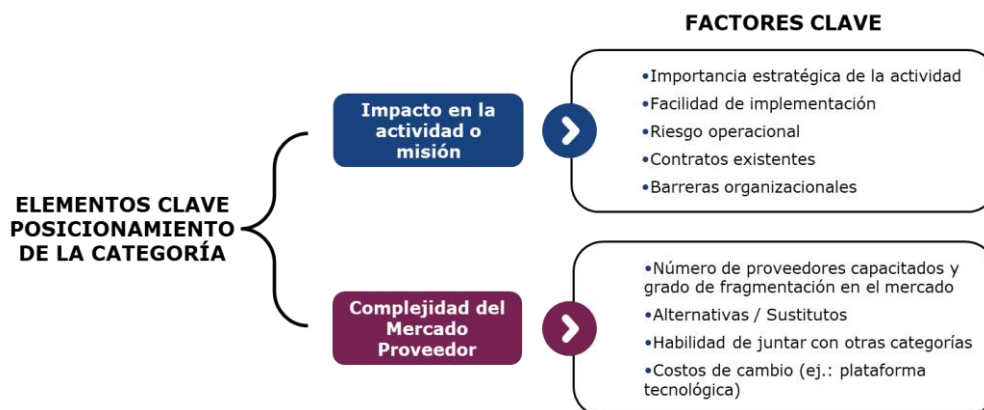 FACTORES CLAVE
Impacto en la
actividad o
misión
•Importancia estratégica de la actividad
•Facilidad de implementación
•Riesgo operacional
•Contratos existentes
•Barreras organizacionales
ELEMENTOS CLAVE
POSICIONAMIENTO
DE LA CATEGORÍA
Complejidad del
Mercado
Proveedor
•Número de proveedores capacitados y
grado de fragmentación en el mercado
•Alternativas / Sustitutos
•Habilidad de juntar con otras categorías
•Costos de cambio (ej.: plataforma
tecnológica)